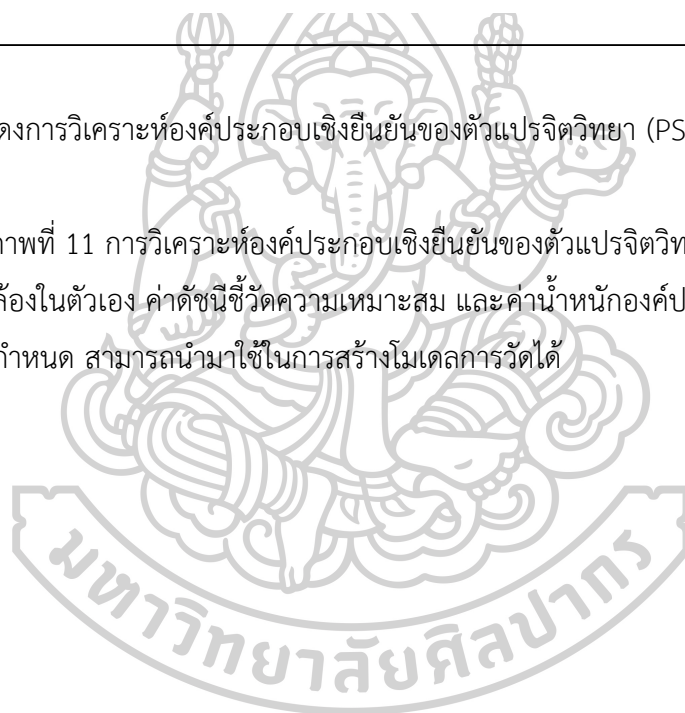 ดงการวิเคราะห์องค์ประกอบเชิงยืนยันของตัวแปรจิตวิทยา (PS
าพที่ 11 การวิเคราะห์องค์ประกอบเชิงยืนยันของตัวแปรจิตวิท
ล้องในตัวเอง ค่าดัชนีชี้วัดความเหมาะสม และค่าน้ำหนักองค์ป
กำหนด สามารถนำมาใช้ในการสร้างโมเดลการวัดได้
มหาวิทยาลัยศิลปากร